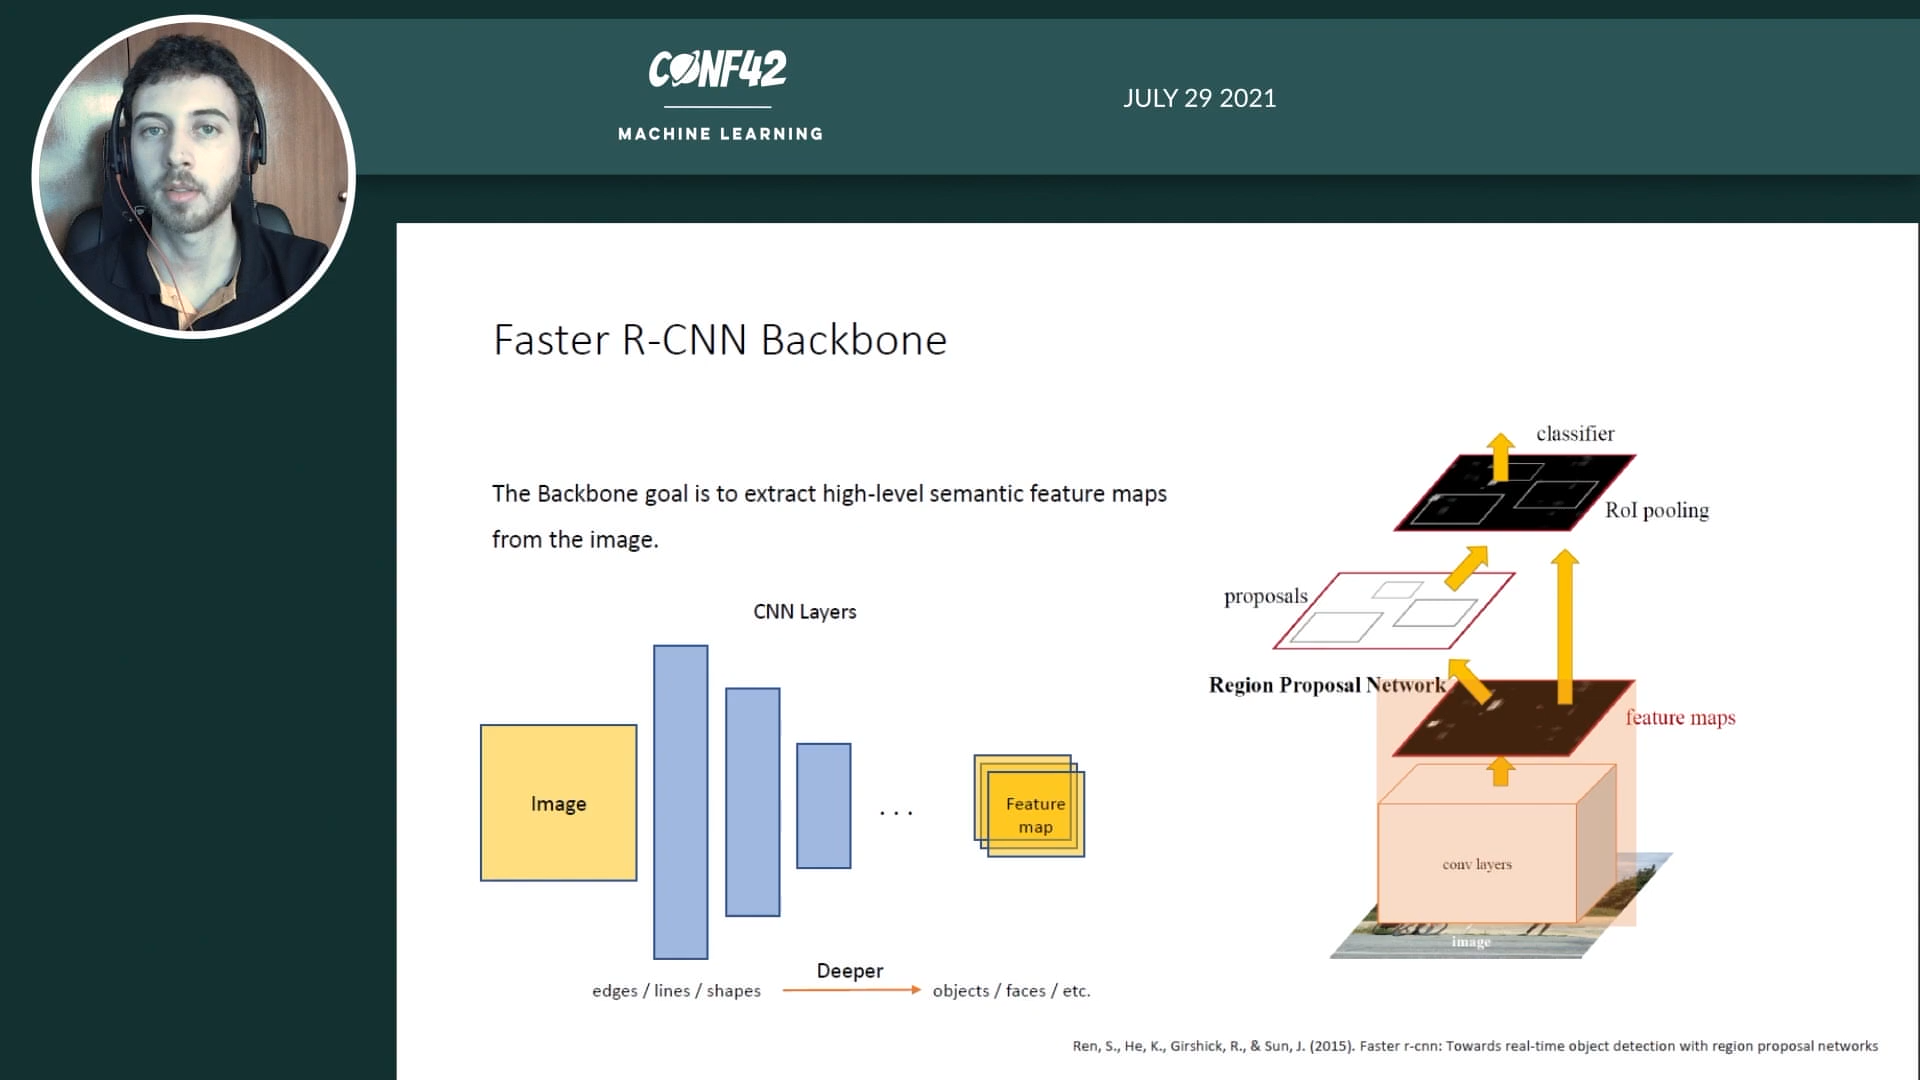 CONF42
MACHINE LEARNING
JULY 29 2021
Faster R-CNN Backbone
The Backbone goal is to extract high-level semantic feature maps
from the image.
CNN Layers
Image
. . .
Feature
map
Deeper
edges / lines / shapes
objects / faces / etc.
classifier
RoI pooling
proposals
Region Proposal Network
feature maps
conv layers
image
Ren, S., He, K., Girshick, R., & Sun, J. (2015). Faster r-cnn: Towards real-time object detection with region proposal networks